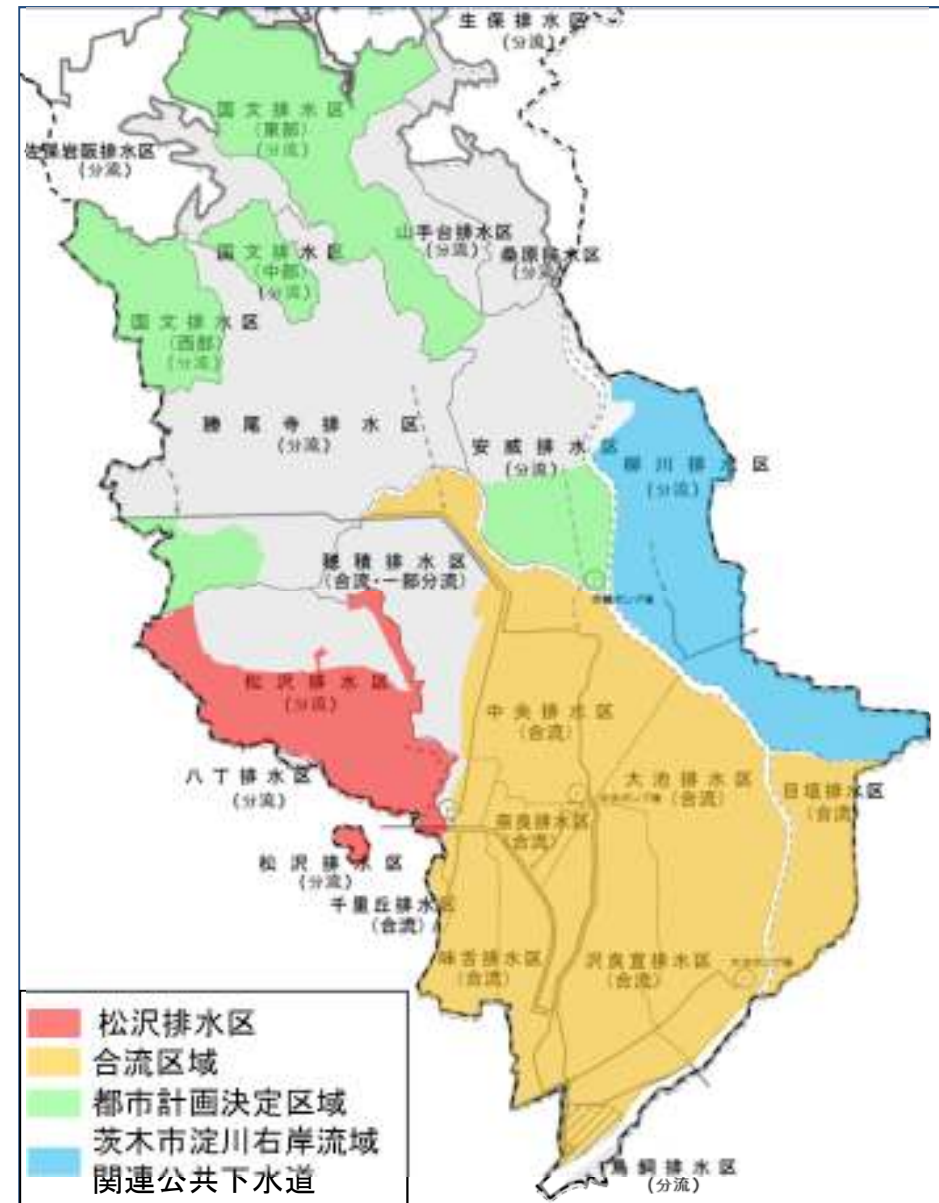 生保排水区
(分流)
国文排水区
(東部)
(分流)
佐保岩阪排水区
(分流)
山手台排水区
(分流)
桑原排水区
(分流)
国文排水区
(中部)
(分流)
国文排水区
(西部)
(分流)
勝尾寺排水区
(分流)
安威排水区
(分流)
柳川排水区
(分流)
穂積排水区
(合流・一部分流)
松沢排水区
(分流)
中央排水区
(合流)
八丁排水区
(分流)
大池排水区
(合流)
目垣排水区
(合流)
奈良排水区
(合流)
松沢排水区
(分流)
千里丘排水区
(合流)
味舌排水区
(合流)
沢良宜排水区
(合流)
鳥飼排水区
(分流)
松沢排水区
合流区域
都市計画決定区域
茨木市淀川右岸流域
関連公共下水道